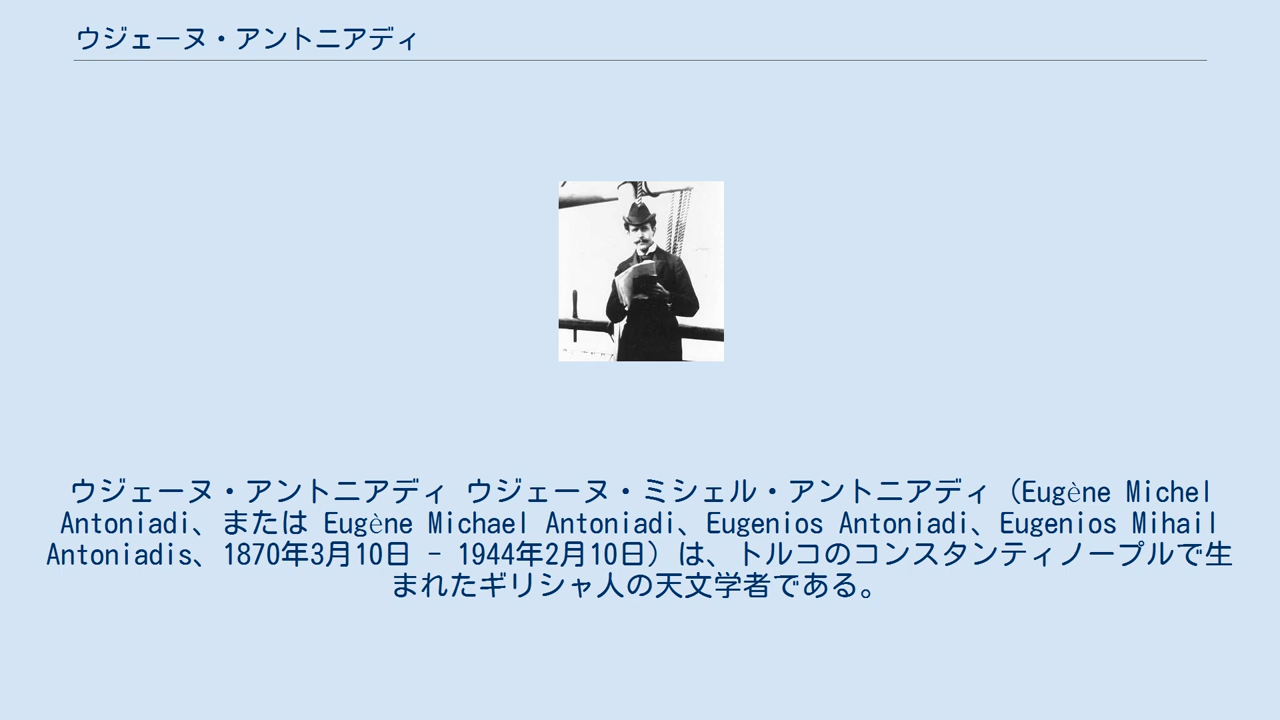 ウジェーヌ・アントニアディ
ウジェーヌ・アントニアディ ウジェーヌ・ミシェル・アントニアディ（Eugène Michel
Antoniadi、または Eugène Michael Antoniadi、Eugenios Antoniadi、Eugenios Mihail
Antoniadis、1870年3月10日 - 1944年2月10日）は、トルコのコンスタンティノープルで生
まれたギリシャ人の天文学者である。